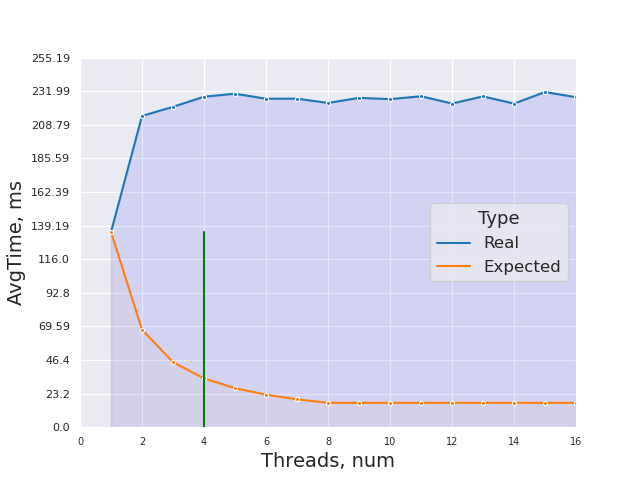 255.19
231.99
208.79
185.59
162.39
139.19
116.0
92.8
69.59
46.4
23.2
0.0
AvgTime, ms
Type
Real
Expected
0 2 4 6 8 10 12 14 16
Threads, num